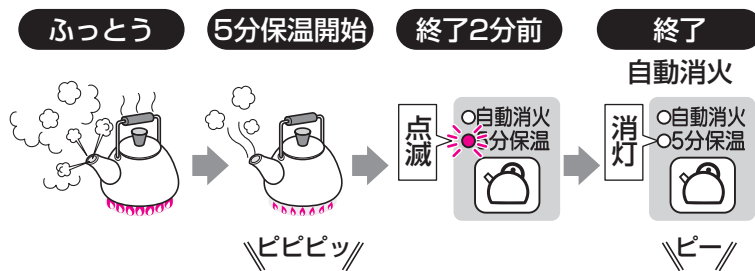 ふっとう
5分保温開始
終了2分前
終了
自動消火
点滅
自動消火
5分保温
消灯
自動消火
5分保温
ピピピッ
ピー